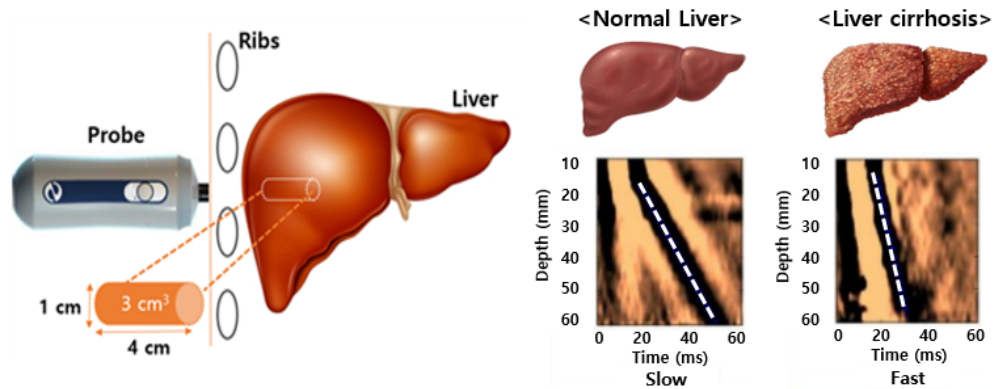 Ribs
Liver
Probe
1 cm
3 cm³
4 cm
<Normal Liver>
<Liver cirrhosis>
Depth (mm)
10
20
30
40
50
60
0 20 40 60
Time (ms)
Slow
Depth (mm)
10
20
30
40
50
60
0 20 40 60
Time (ms)
Fast